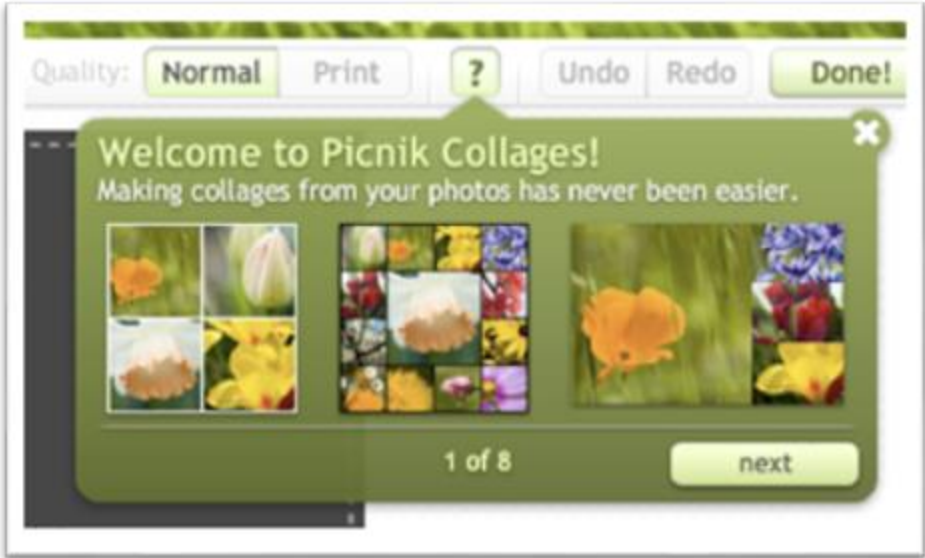 Quality: Normal Print ? Undo Redo Done!
Welcome to Picnik Collages!
Making collages from your photos has never been easier.
1 of 8 next